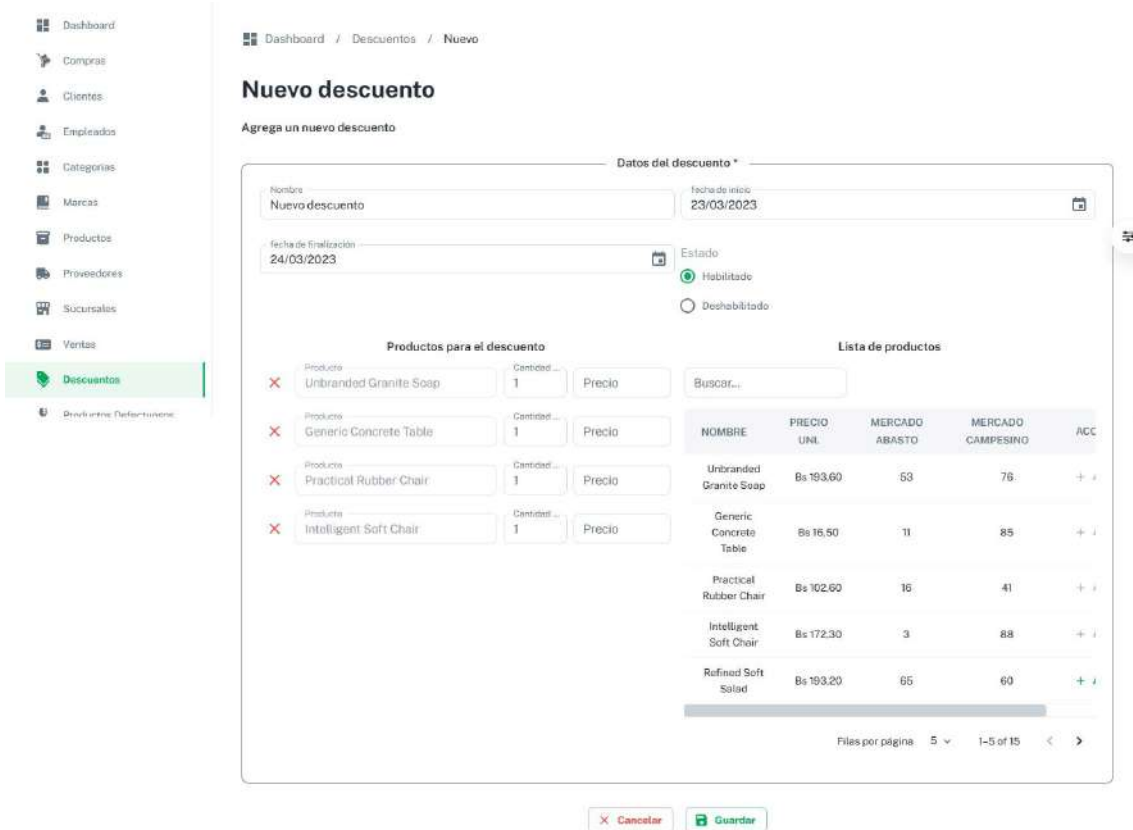 Dashboard
Compras
Clientes
Empleados
Categorias
Marcas
Productos
Proveedores
Sucursales
Ventas
Descuentos
Productos Defectuosos
Dashboard / Descuentos / Nuevo
Nuevo descuento
Agrega un nuevo descuento
Datos del descuento *
Nombre
Nuevo descuento
fecha de inicio
23/03/2023
fecha de finalización
24/03/2023
Estado
Habilitado
Deshabilitado
Productos para el descuento
Producto Cantidad ...
Unbranded Granite Soap 1 Precio
Producto Cantidad ...
Generic Concrete Table 1 Precio
Producto Cantidad ...
Practical Rubber Chair 1 Precio
Producto Cantidad ...
Intelligent Soft Chair 1 Precio
Lista de productos
Buscar...
NOMBRE PRECIO UNI. MERCADO ABASTO MERCADO CAMPESINO ACC
Unbranded
Granite Soap Bs 193,60 53 76 +
Generic
Concrete Bs 16,50 11 85 +
Table
Practical
Rubber Chair Bs 102,60 16 41 +
Intelligent
Soft Chair Bs 172,30 3 88 +
Refined Soft
Salad Bs 193,20 65 60 +
Filas por página 5 1–5 of 15
Cancelar
Guardar